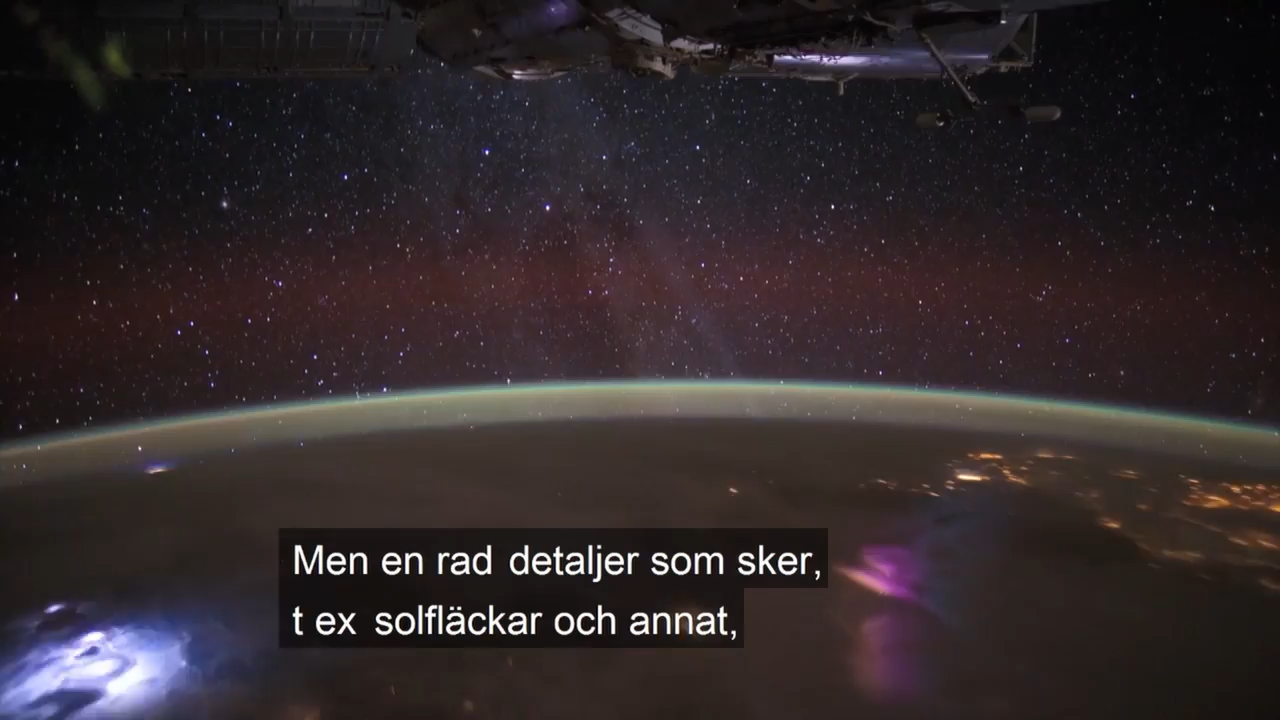 Men en rad detaljer som sker,
t ex solfläckar och annat,